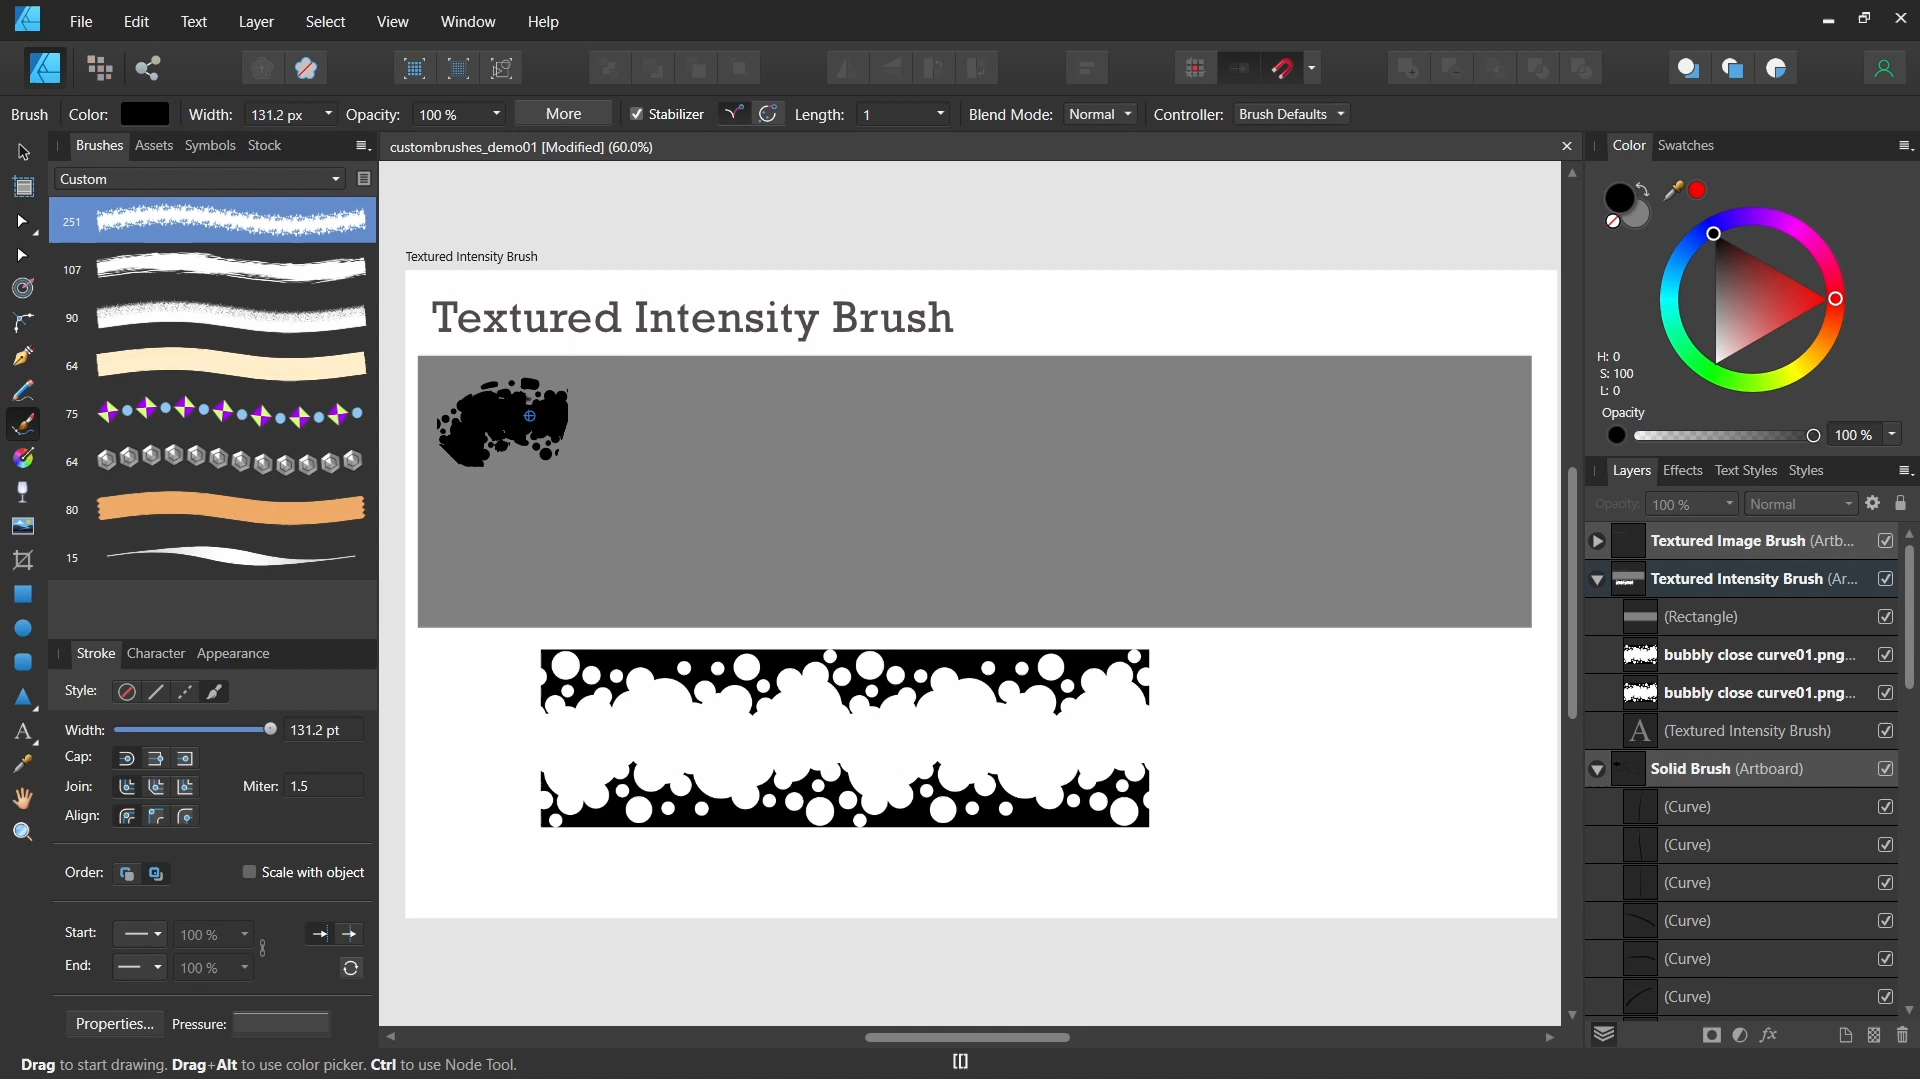 File Edit Text Layer Select View Window Help
Brush Color: Width: 131.2 px Opacity: 100 % More Stabilizer Length: 1 Blend Mode: Normal Controller: Brush Defaults
Brushes Assets Symbols Stock
custombrushes_demo01 [Modified] (60.0%)
Color Swatches
Custom
251
107
90
64
75
64
80
15
Textured Intensity Brush
Textured Intensity Brush
H: 0
S: 100
L: 0
Opacity
100 %
Layers Effects Text Styles Styles
Opacity: 100 % Normal
Textured Image Brush (Artb...
Textured Intensity Brush (Ar...
(Rectangle)
bubbly close curve01.png...
bubbly close curve01.png...
A (Textured Intensity Brush)
Solid Brush (Artboard)
(Curve)
(Curve)
(Curve)
(Curve)
(Curve)
(Curve)
Stroke Character Appearance
Style:
Width: 131.2 pt
Cap:
Join: Miter: 1.5
Align:
Order: Scale with object
Start: 100 %
End: 100 %
Properties... Pressure:
fx
Drag to start drawing. Drag+Alt to use color picker. Ctrl to use Node Tool.